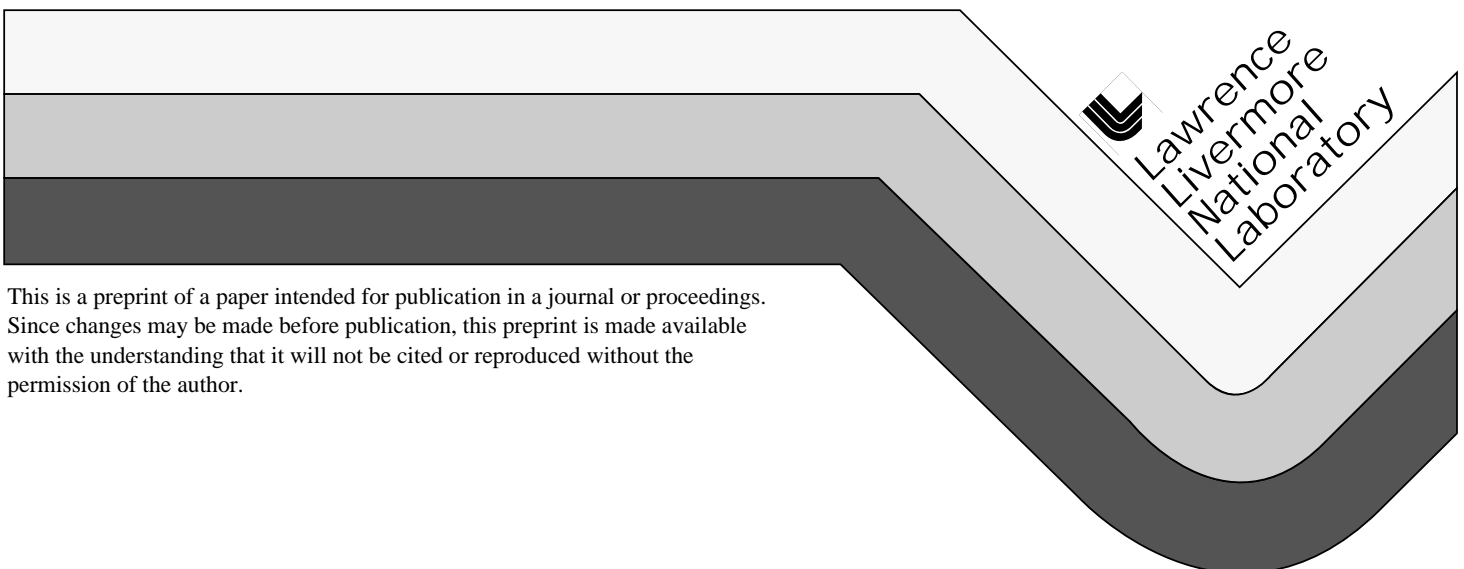 Lawrence
Livermore
National
Laboratory
This is a preprint of a paper intended for publication in a journal or proceedings.
Since changes may be made before publication, this preprint is made available
with the understanding that it will not be cited or reproduced without the
permission of the author.